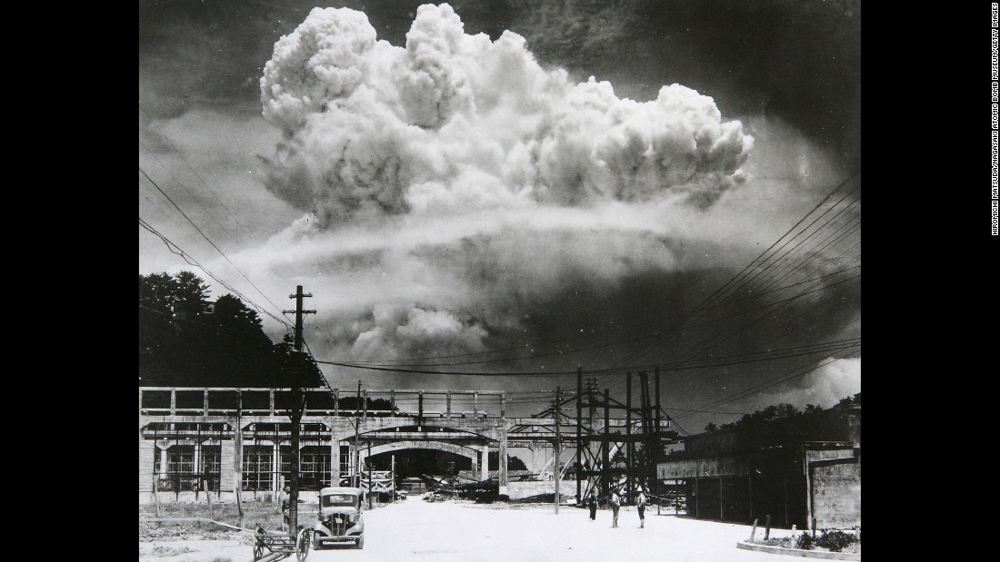 HIROMICHI MATSUDA/NAGASAKI ATOMIC BOMB MUSEUM/GETTY IMAGES